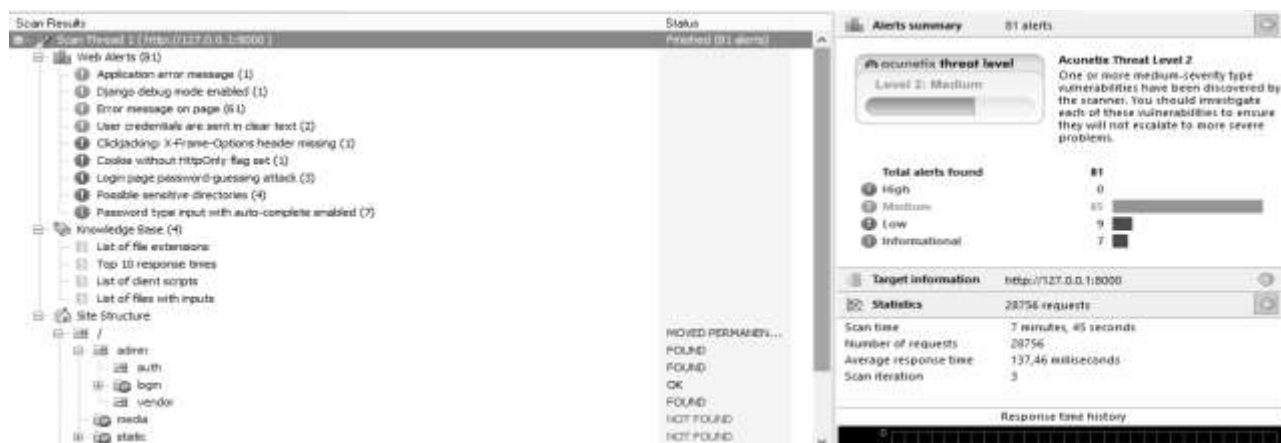 Scan Results Status
Scan Thread 1 ( http://127.0.0.1:8000 ) Finished (81 alerts)
Web Alerts (81)
Application error message (1)
Django debug mode enabled (1)
Error message on page (61)
User credentials are sent in clear text (2)
Clickjacking: X-Frame-Options header missing (1)
Cookie without HttpOnly flag set (1)
Login page password-guessing attack (3)
Possible sensitive directories (4)
Password type input with auto-complete enabled (7)
Knowledge Base (4)
List of file extensions
Top 10 response times
List of client scripts
List of files with inputs
Site Structure
/ MOVED PERMANEN...
admin FOUND
auth FOUND
login OK
vendor FOUND
media NOT FOUND
static NOT FOUND
Alerts summary 81 alerts
acunetix threat level
Level 2: Medium
Acunetix Threat Level 2
One or more medium-severity type
vulnerabilities have been discovered by
the scanner. You should investigate
each of these vulnerabilities to ensure
they will not escalate to more severe
problems.
Total alerts found 81
High 0
Medium 65
Low 9
Informational 7
Target information http://127.0.0.1:8000
Statistics 28756 requests
Scan time 7 minutes, 45 seconds
Number of requests 28756
Average response time 137,46 milliseconds
Scan iteration 3
Response time history
0